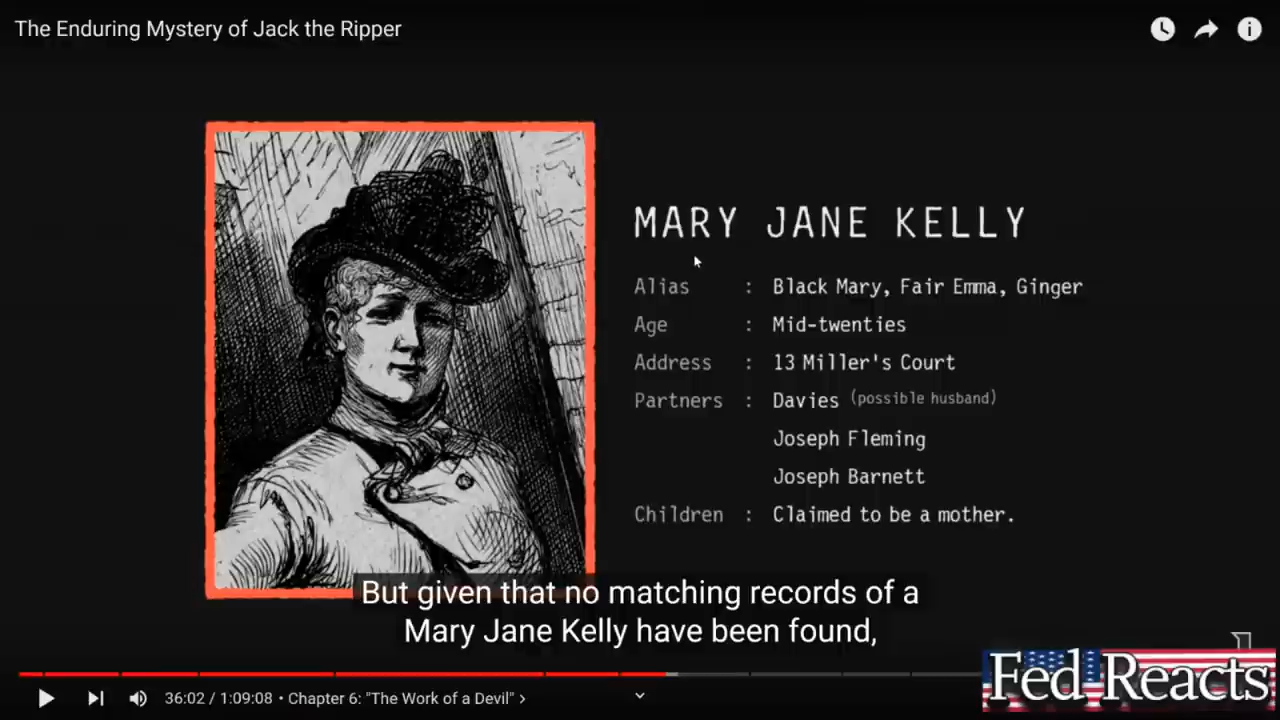 The Enduring Mystery of Jack the Ripper
MARY JANE KELLY
Alias : Black Mary, Fair Emma, Ginger
Age : Mid-twenties
Address : 13 Miller's Court
Partners : Davies (possible husband)
Joseph Fleming
Joseph Barnett
Children : Claimed to be a mother.
But given that no matching records of a
Mary Jane Kelly have been found,
36:02 / 1:09:08 • Chapter 6: "The Work of a Devil" >
Fed Reacts